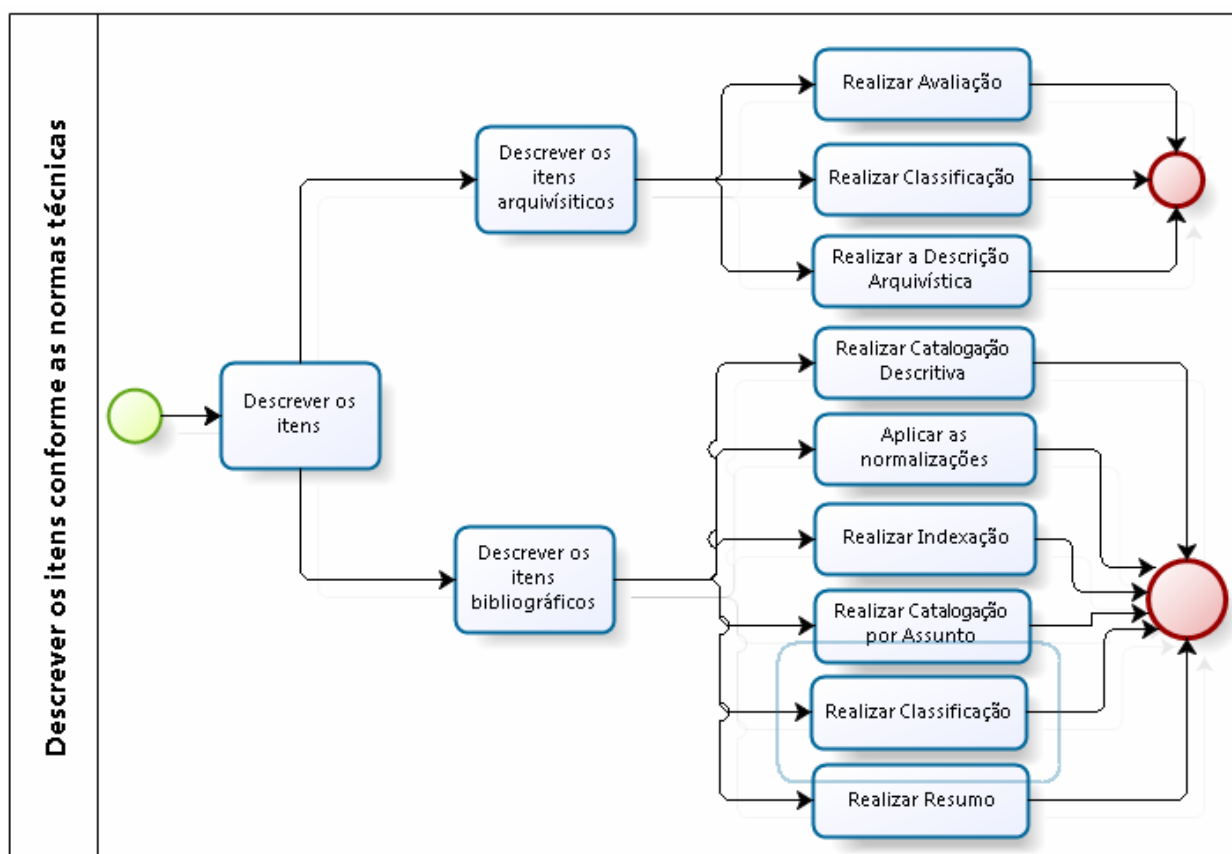 Descrever os itens conforme as normas técnicas
Descrever os
itens
Descrever os
itens
arquivísiticos
Realizar Avaliação
Realizar Classificação
Realizar a Descrição
Arquivística
Descrever os
itens
bibliográficos
Realizar Catalogação
Descritiva
Aplicar as
normalizações
Realizar Indexação
Realizar Catalogação
por Assunto
Realizar Classificação
Realizar Resumo